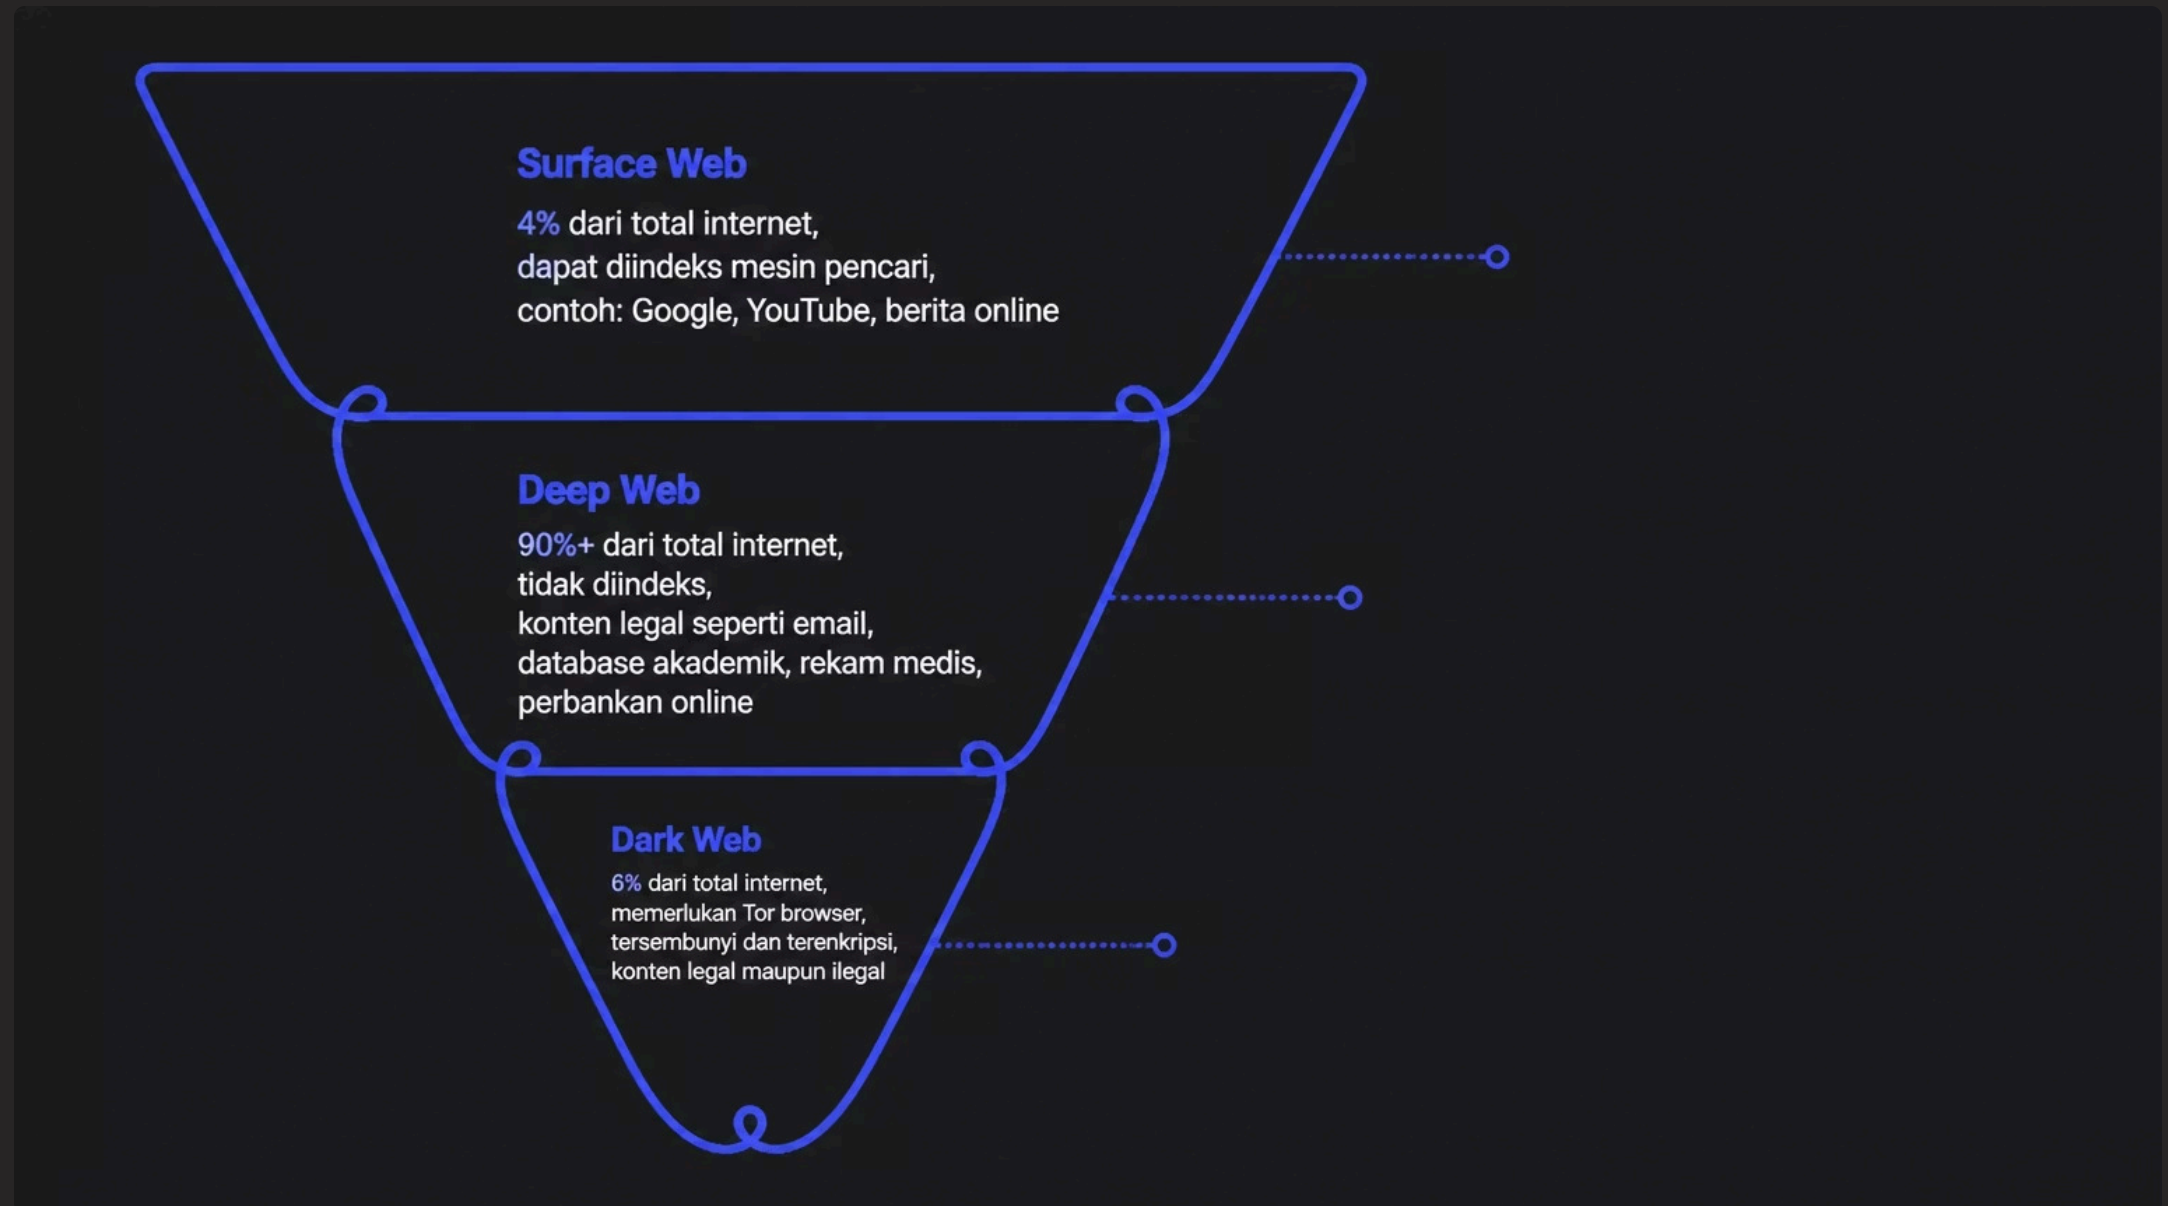 Surface Web
4% dari total internet,
dapat diindeks mesin pencari,
contoh: Google, YouTube, berita online
Deep Web
90%+ dari total internet,
tidak diindeks,
konten legal seperti email,
database akademik, rekam medis,
perbankan online
Dark Web
6% dari total internet,
memerlukan Tor browser,
tersembunyi dan terenkripsi,
konten legal maupun ilegal